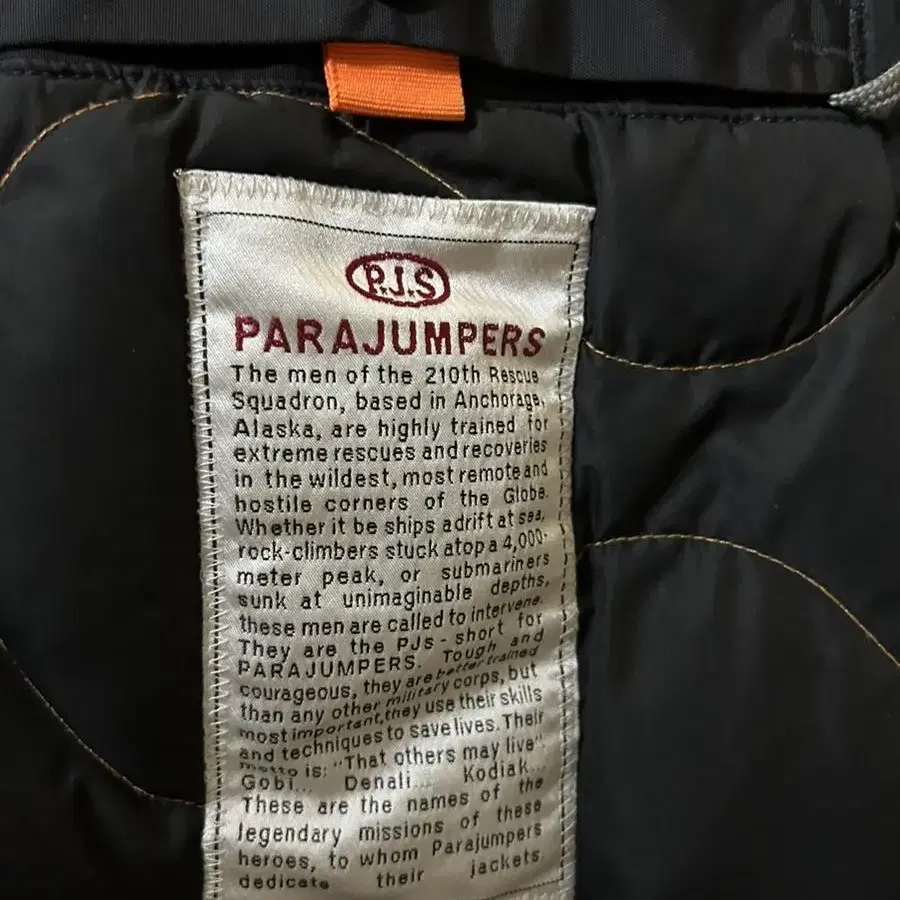 P.J.S
PARAJUMPERS
The men of the 210th Rescue
Squadron, based in Anchorage,
Alaska, are highly trained for
extreme rescues and recoveries
in the wildest, most remote and
hostile corners of the Globe.
Whether it be ships adrift at sea,
rock-climbers stuck atop a 4,000-
meter peak, or submariners
sunk at unimaginable depths,
these men are called to intervene.
They are the PJs - short for
PARAJUMPERS. Tough and
courageous, they are better trained
than any other military corps, but
most important, they use their skills
and techniques to save lives. Their
motto is: "That others may live".
Gobi... Denali... Kodiak...
These are the names of the
legendary missions of these
heroes, to whom Parajumpers
dedicate their jackets